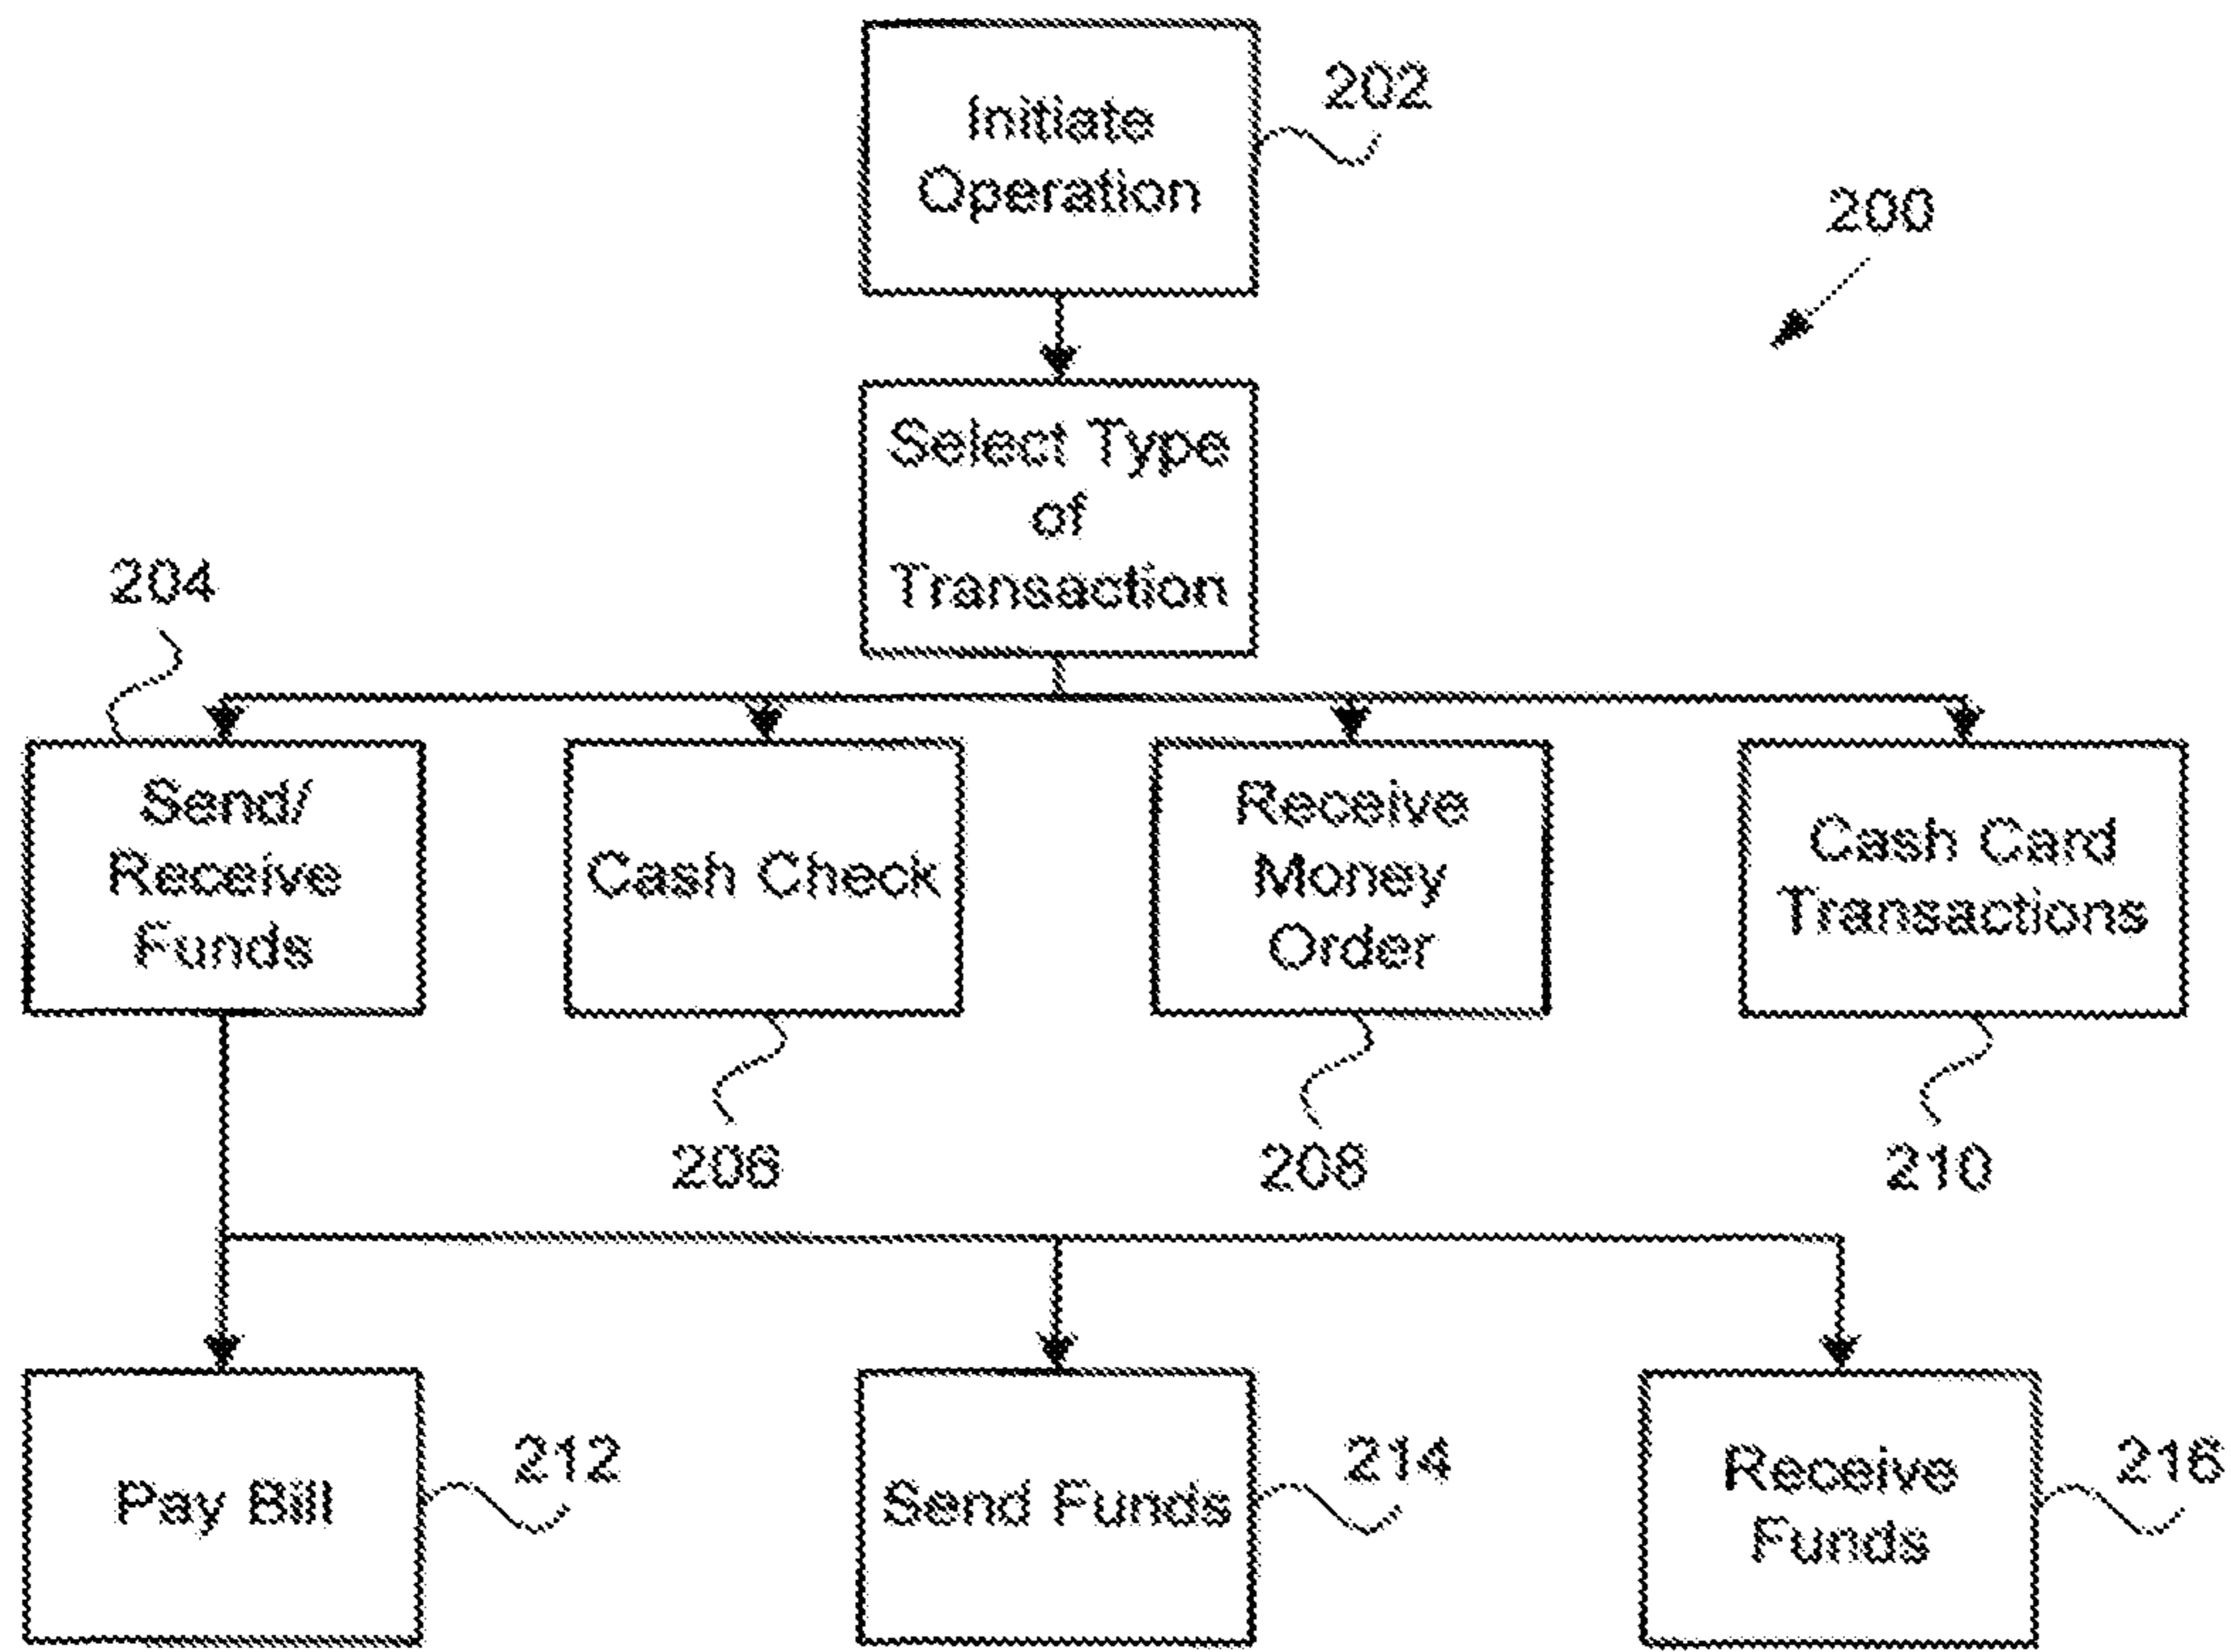 Initiate
Operation
202
200
Select Type
of
Transaction
204
Send/
Receive
Funds
Cash Check
Receive
Money
Order
Cash Card
Transactions
206
208
210
Pay Bill
212
Send Funds
214
Receive
Funds
216